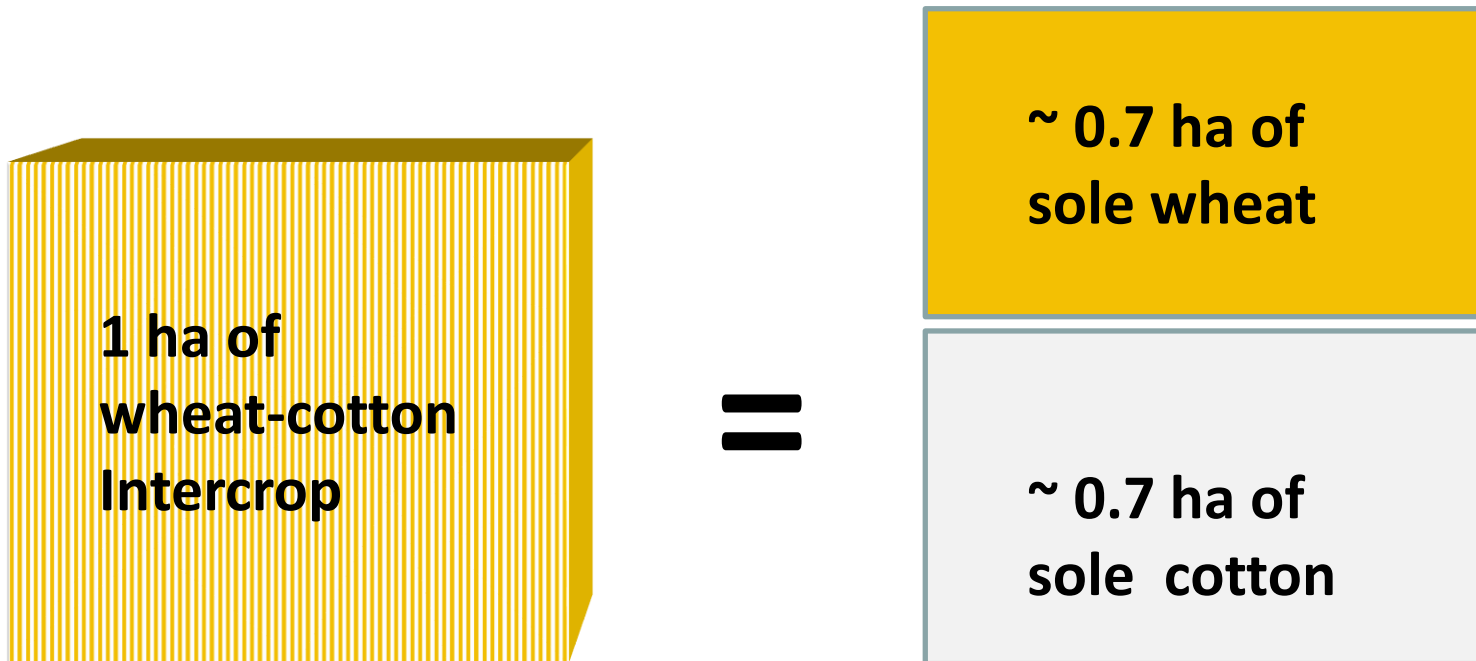 1 ha of
wheat-cotton
Intercrop
=
~ 0.7 ha of
sole wheat
~ 0.7 ha of
sole  cotton